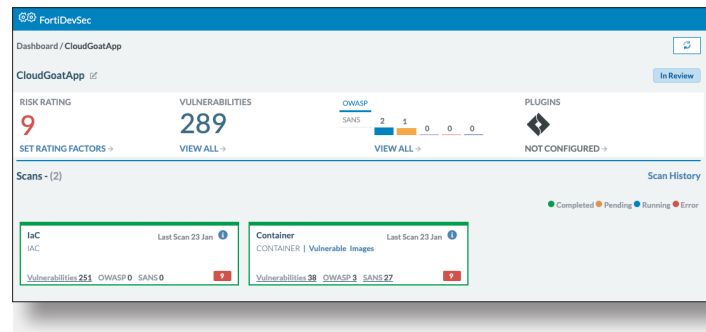 FortiDevSec
Dashboard / CloudGoatApp
CloudGoatApp
In Review
RISK RATING
9
SET RATING FACTORS →
VULNERABILITIES
289
VIEW ALL →
OWASP
SANS
2 1 0 0 0
VIEW ALL →
PLUGINS
NOT CONFIGURED →
Scans - (2)
Scan History
Completed Pending Running Error
IaC Last Scan 23 Jan i
IAC
Vulnerabilities 251 OWASP 0 SANS 0 9
Container Last Scan 23 Jan i
CONTAINER | Vulnerable Images
Vulnerabilities 38 OWASP 3 SANS 27 9